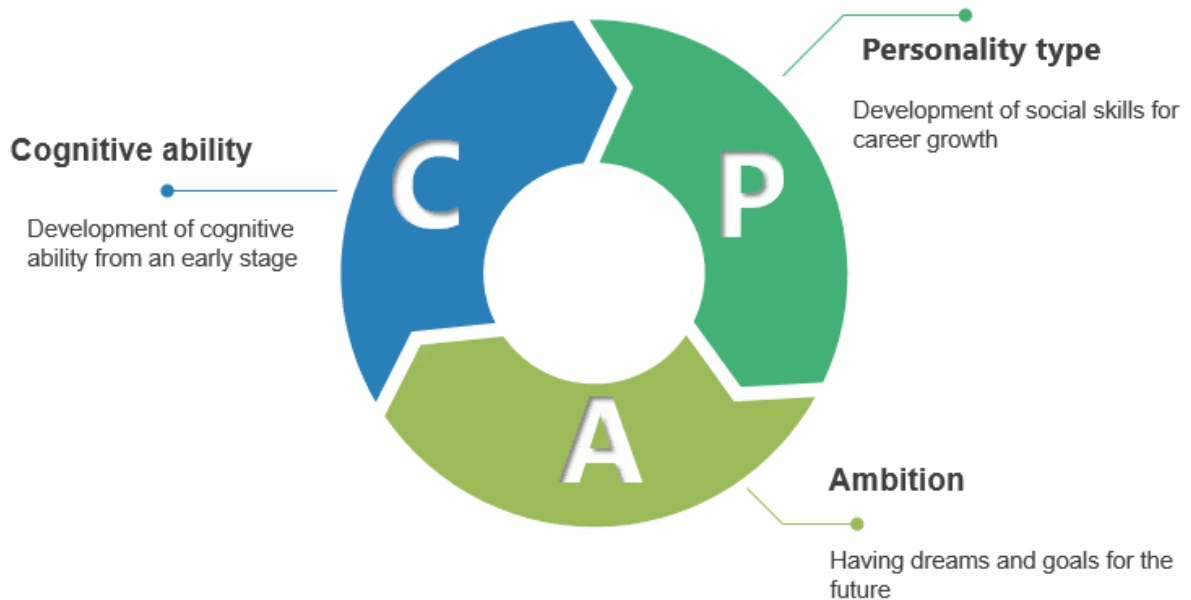 Personality type
Development of social skills for
career growth
Cognitive ability
Development of cognitive
ability from an early stage
C
P
A
Ambition
Having dreams and goals for the
future